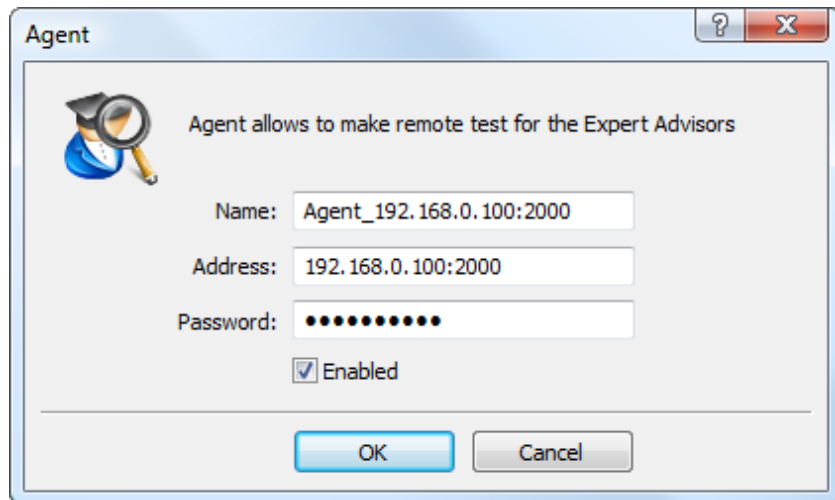 Agent
Agent allows to make remote test for the Expert Advisors
Name: Agent_192.168.0.100:2000
Address: 192.168.0.100:2000
Password: ●●●●●●●●●●
Enabled
OK Cancel